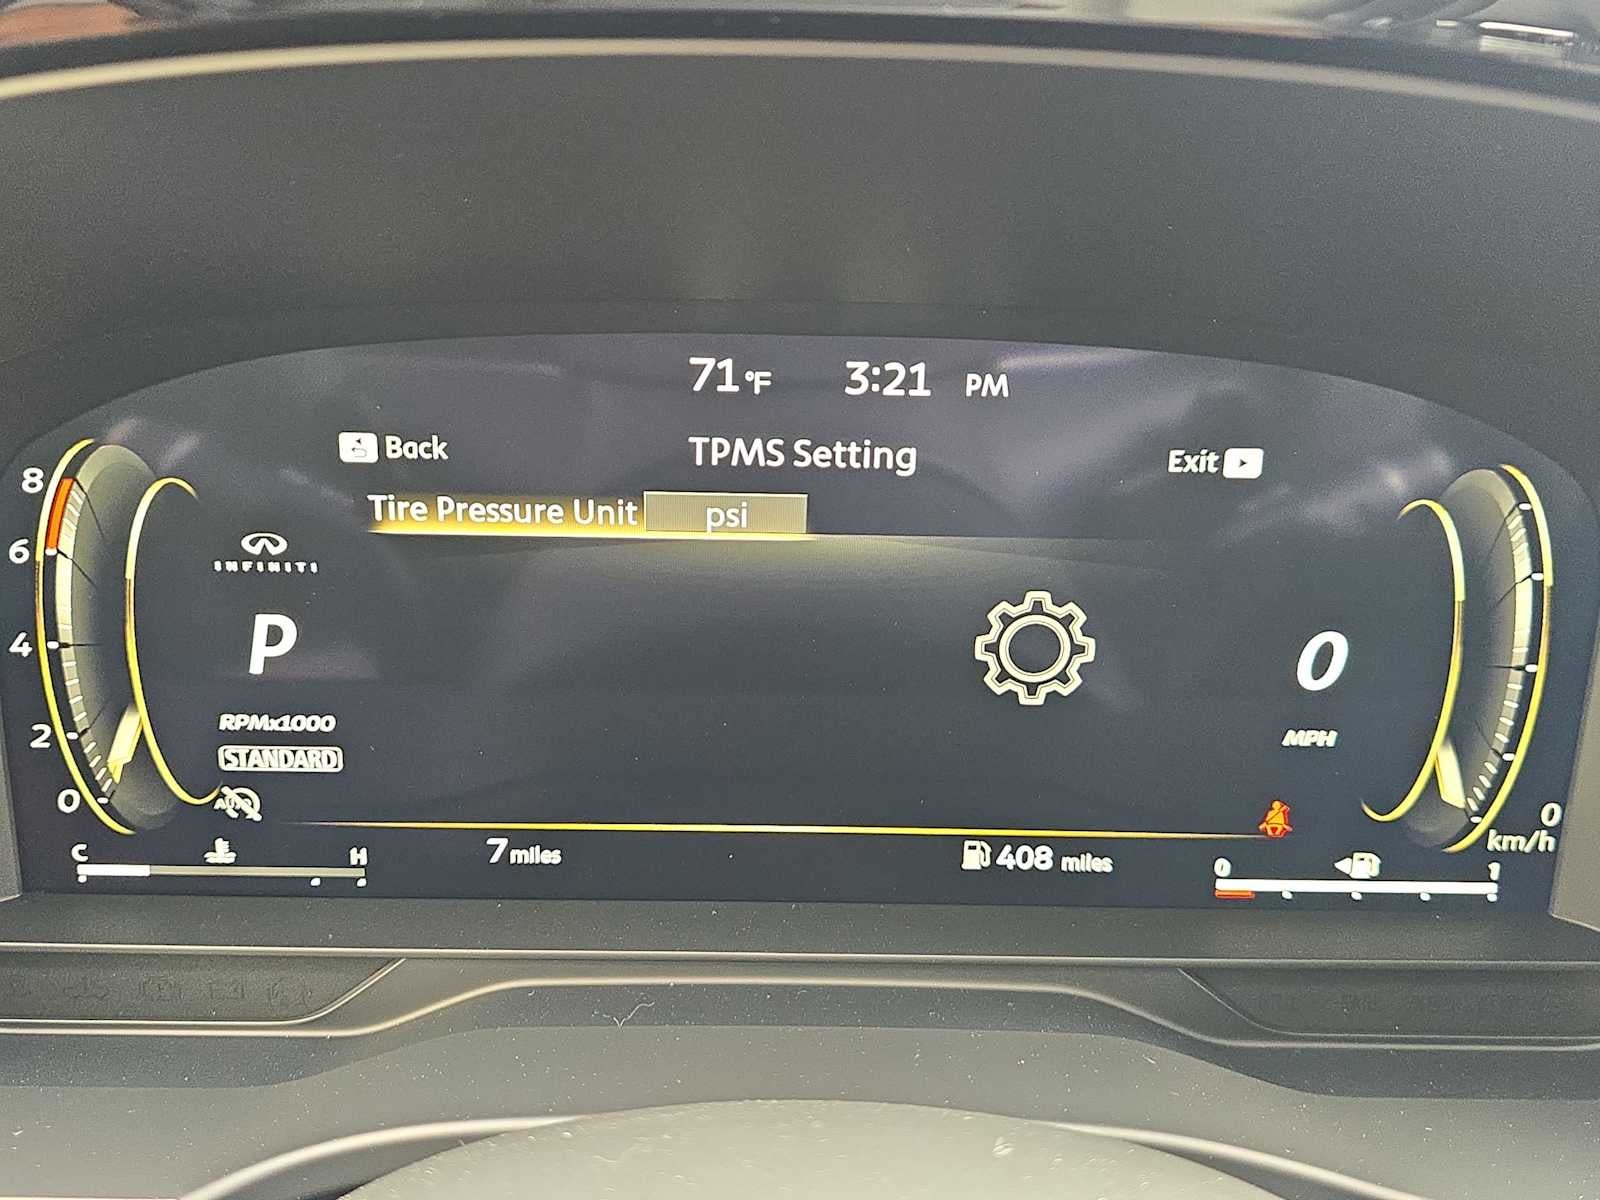 71°F 3:21 PM
Back TPMS Setting Exit
Tire Pressure Unit psi
INFINITI
P
0
RPMx1000
MPH
STANDARD
AUTO
8
6
4
2
0
0
km/h
C H
7 miles
408 miles
0 1